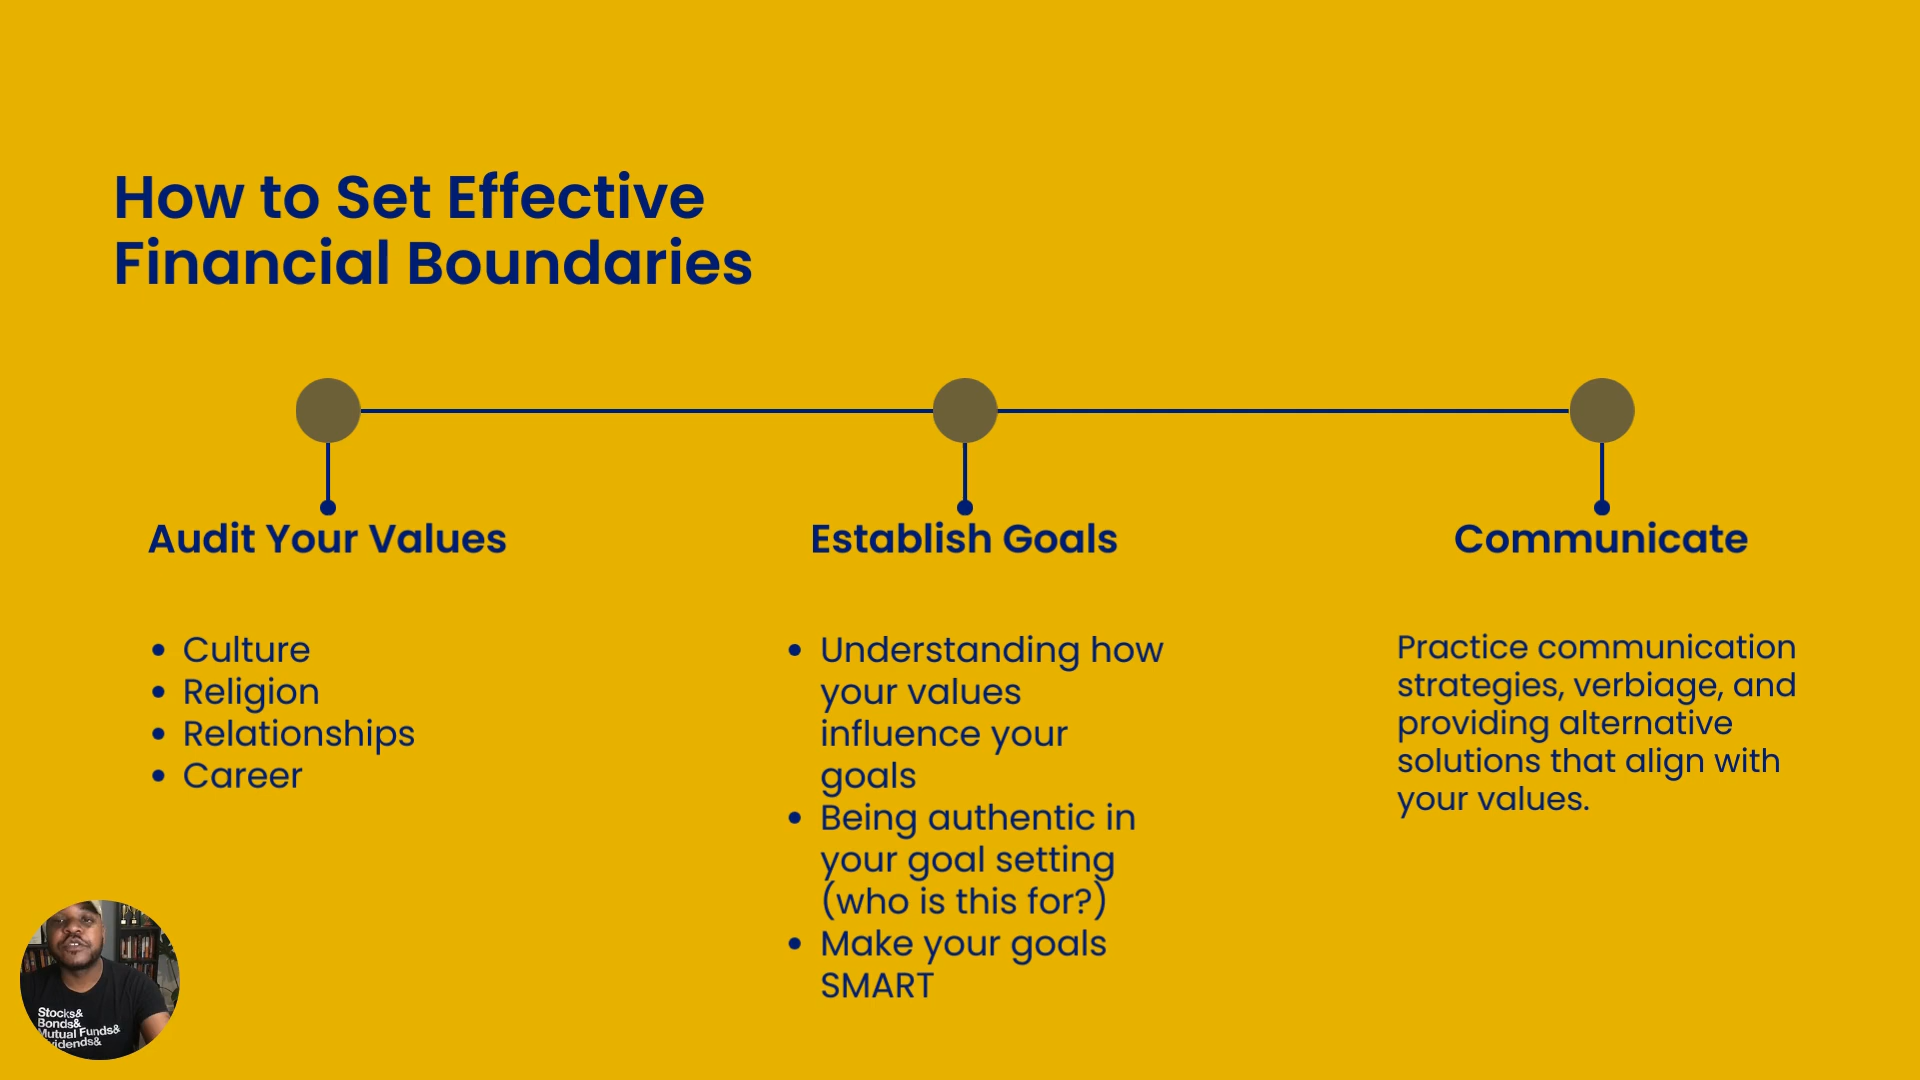 How to Set Effective
Financial Boundaries
Audit Your Values
Culture
Religion
Relationships
Career
Establish Goals
Understanding how
your values
influence your
goals
Being authentic in
your goal setting
(who is this for?)
Make your goals
SMART
Communicate
Practice communication
strategies, verbiage, and
providing alternative
solutions that align with
your values.
Stocks&
Bonds&
Mutual Funds&
vidends&